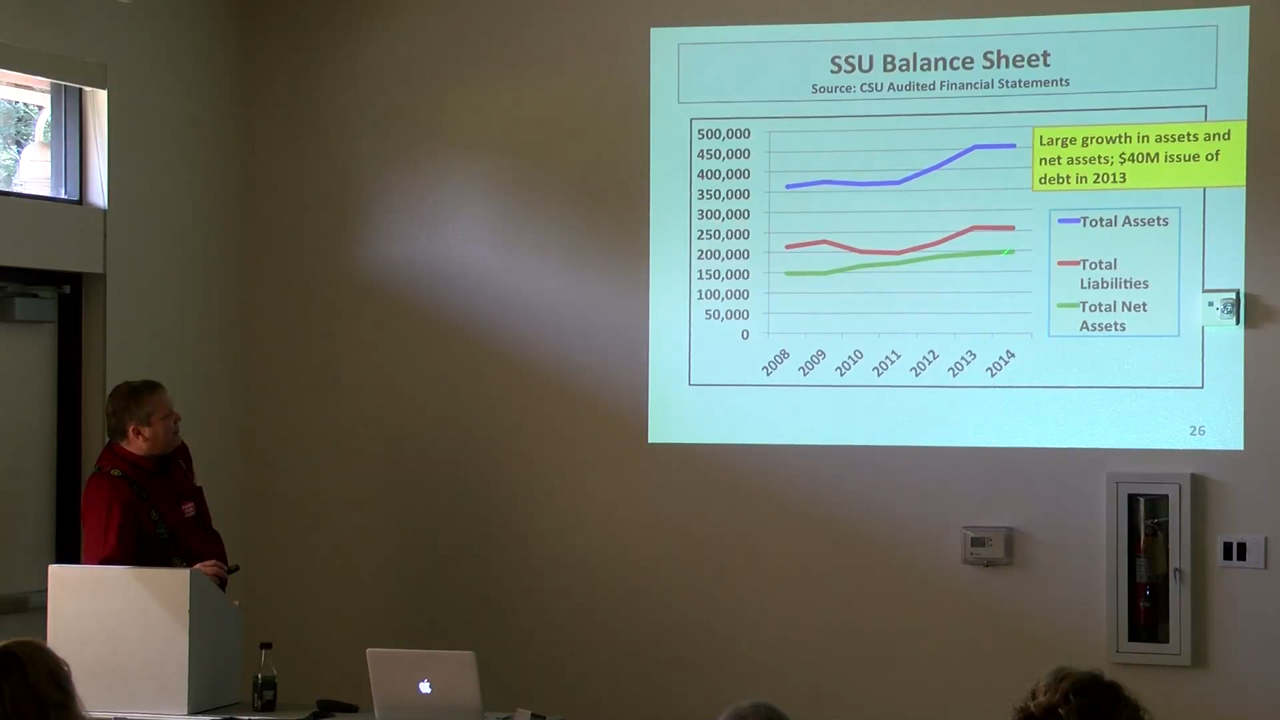 SSU Balance Sheet
Source: CSU Audited Financial Statements
500,000
450,000
400,000
350,000
300,000
250,000
200,000
150,000
100,000
50,000
0
2008
2009
2010
2011
2012
2013
2014
Large growth in assets and
net assets; $40M issue of
debt in 2013
Total Assets
Total
Liabilities
Total Net
Assets
26